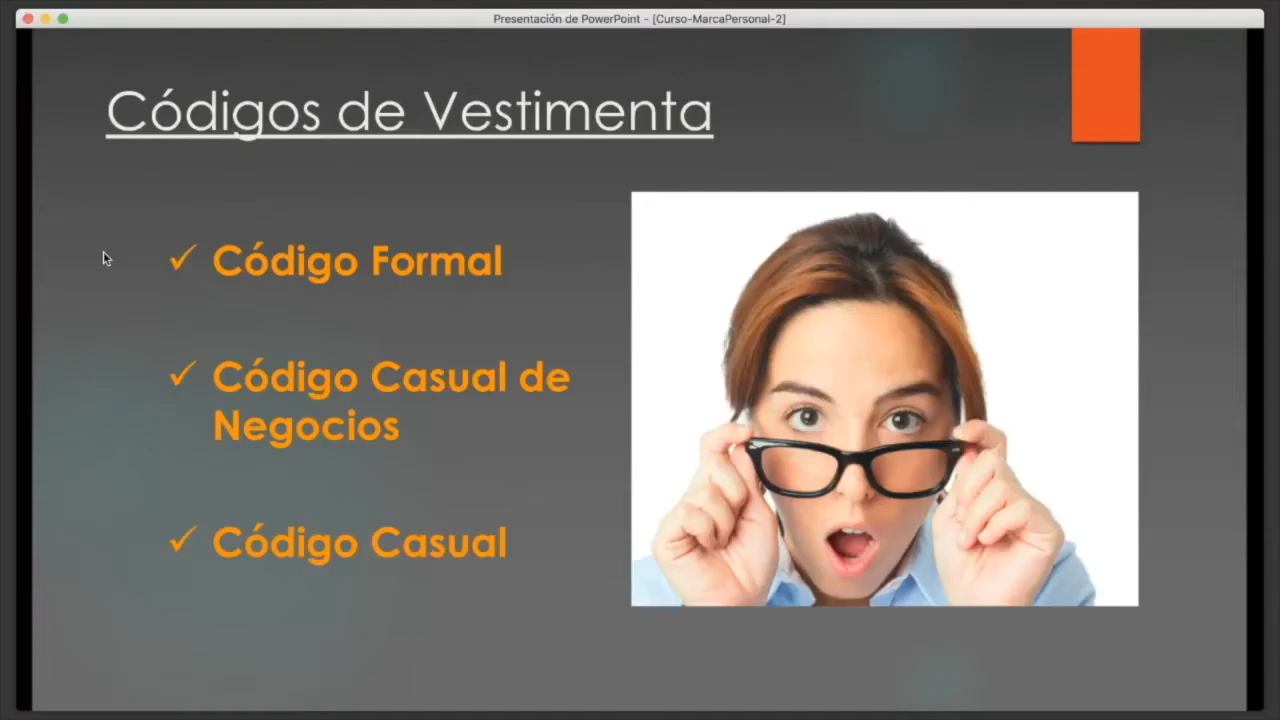 Presentación de PowerPoint - [Curso-MarcaPersonal-2]
Códigos de Vestimenta
✓ Código Formal
✓ Código Casual de
Negocios
✓ Código Casual